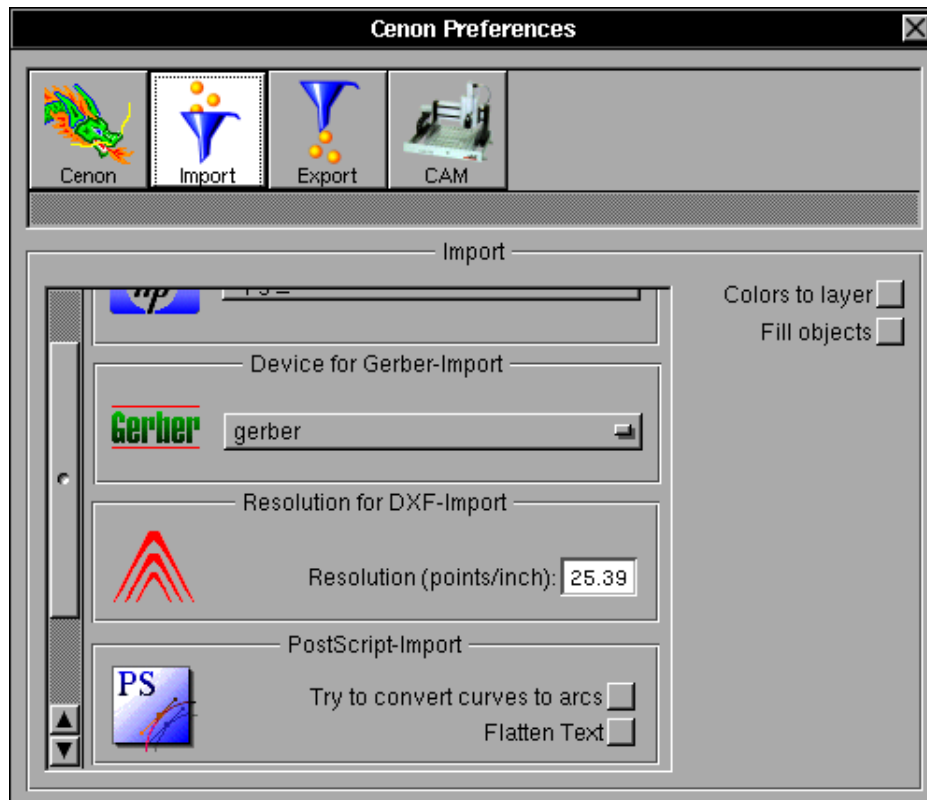 Cenon Preferences
Cenon
Import
Export
CAM
Import
Colors to layer
Fill objects
hp
Device for Gerber-Import
Gerber
gerber
Resolution for DXF-Import
Resolution (points/inch): 25.39
PostScript-Import
PS
Try to convert curves to arcs
Flatten Text